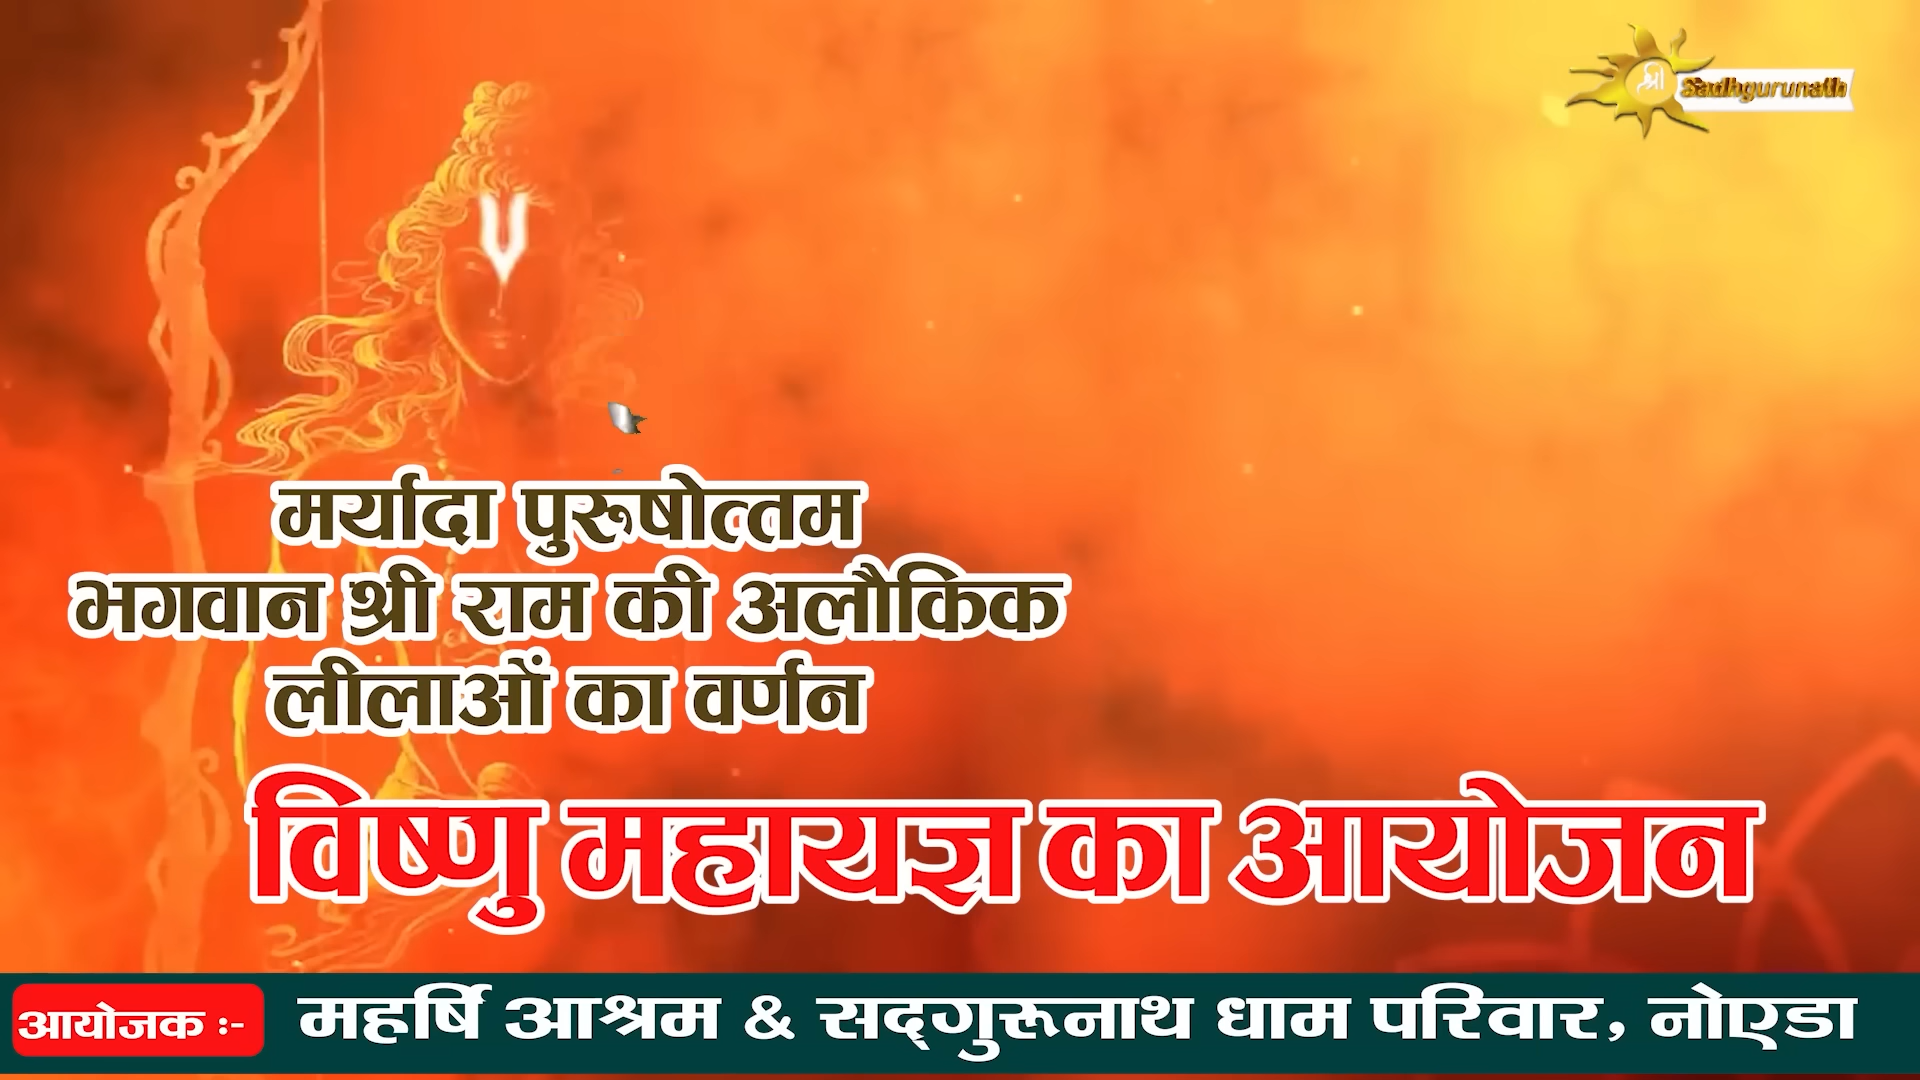 श्री Sadhgurunath
मर्यादा पुरुषोत्तम
भगवान श्री राम की अलौकिक
लीलाओं का वर्णन
विष्णु महायज्ञ का आयोजन
आयोजक :- महर्षि आश्रम & सद्गुरूनाथ धाम परिवार, नोएडा